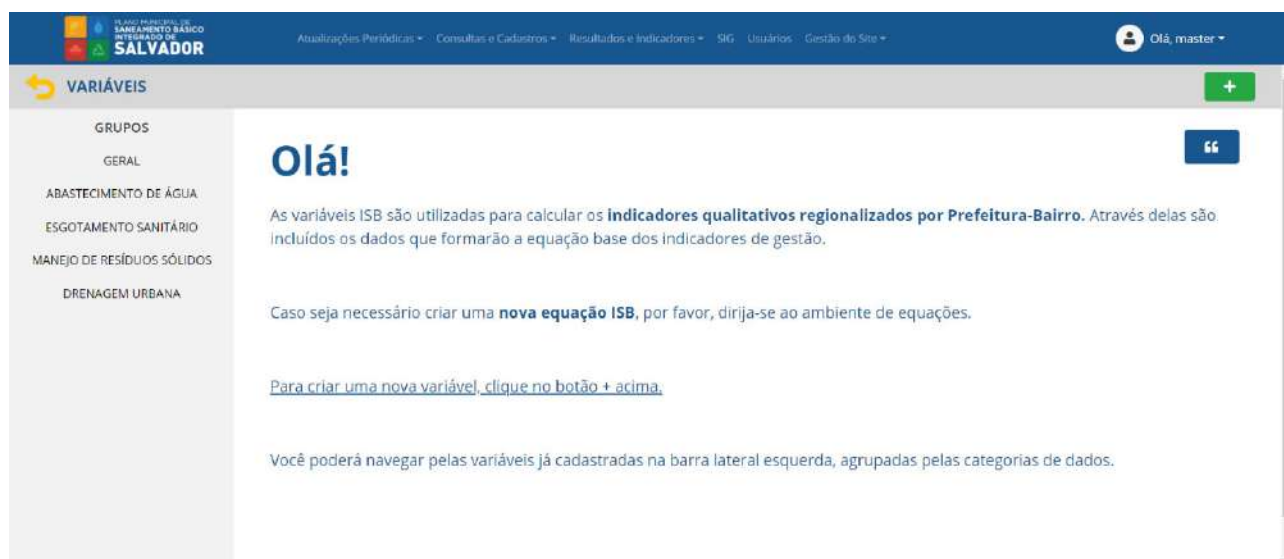 PLANO MUNICIPAL DE
SANEAMENTO BÁSICO
INTEGRADO DE
SALVADOR
Atualizações Periódicas Consultas e Cadastros Resultados e Indicadores SIG Usuários Gestão do Site
Olá, master
VARIÁVEIS
+
GRUPOS
GERAL
ABASTECIMENTO DE ÁGUA
ESGOTAMENTO SANITÁRIO
MANEJO DE RESÍDUOS SÓLIDOS
DRENAGEM URBANA
Olá!
As variáveis ISB são utilizadas para calcular os indicadores qualitativos regionalizados por Prefeitura-Bairro. Através delas são
incluídos os dados que formarão a equação base dos indicadores de gestão.
Caso seja necessário criar uma nova equação ISB, por favor, dirija-se ao ambiente de equações.
Para criar uma nova variável, clique no botão + acima.
Você poderá navegar pelas variáveis já cadastradas na barra lateral esquerda, agrupadas pelas categorias de dados.